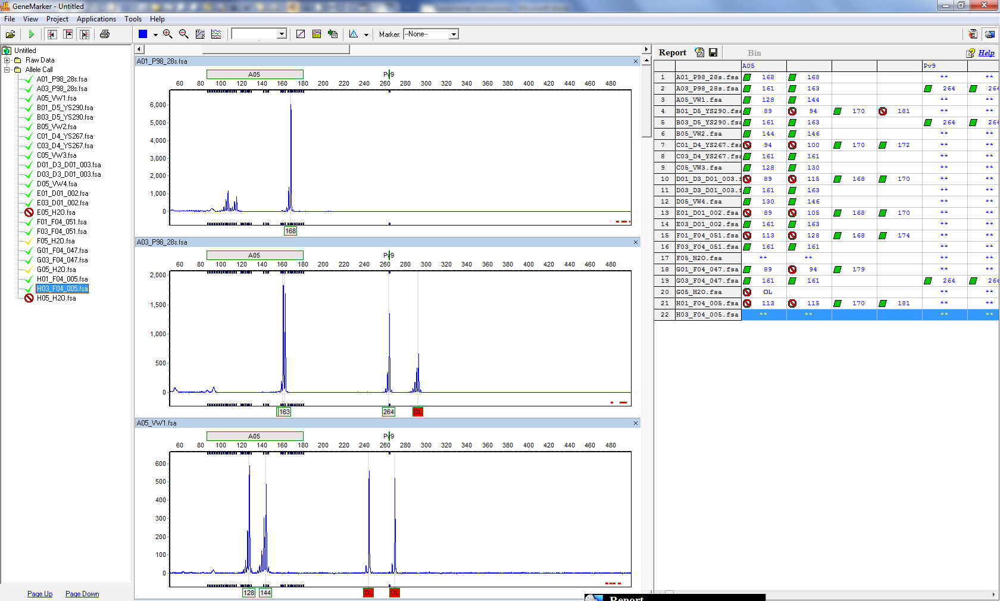 GeneMarker - Untitled
File View Project Applications Tools Help
Marker: --None--
Untitled
Raw Data
Allele Call
A01_P98_28s.fsa
A03_P98_28s.fsa
A05_VW1.fsa
B01_D5_YS290.fsa
B03_D5_YS290.fsa
B05_VW2.fsa
C01_D4_YS267.fsa
C03_D4_YS267.fsa
C05_VW3.fsa
D01_D3_D01_003.fsa
D03_D3_D01_003.fsa
D05_VW4.fsa
E01_D01_002.fsa
E03_D01_002.fsa
E05_H2O.fsa
F01_F04_051.fsa
F03_F04_051.fsa
F05_H2O.fsa
G01_F04_047.fsa
G03_F04_047.fsa
G05_H2O.fsa
H01_F04_005.fsa
H03_F04_005.fsa
H05_H2O.fsa
Page Up Page Down
A01_P98_28s.fsa
A05 Pv9
60 80 100 120 140 160 180 200 220 240 260 280 300 320 340 360 380 400 420 440 460 480
6,000
5,000
4,000
3,000
2,000
1,000
0
168
A03_P98_28s.fsa
A05 Pv9
60 80 100 120 140 160 180 200 220 240 260 280 300 320 340 360 380 400 420 440 460 480
2,000
1,500
1,000
500
0
163 264 OL
A05_VW1.fsa
A05 Pv9
60 80 100 120 140 160 180 200 220 240 260 280 300 320 340 360 380 400 420 440 460 480
600
500
400
300
200
100
0
128 144 OL OL
Report Bin Help
A05 Pv9
1 A01_P98_28s.fsa 168 168 ** **
2 A03_P98_28s.fsa 161 163 264 264
3 A05_VW1.fsa 128 144 ** **
4 B01_D5_YS290.fsa 89 94 170 181 ** **
5 B03_D5_YS290.fsa 161 163 264 264
6 B05_VW2.fsa 144 146 ** **
7 C01_D4_YS267.fsa 94 100 170 172 ** **
8 C03_D4_YS267.fsa 161 161 ** **
9 C05_VW3.fsa 128 130 ** **
10 D01_D3_D01_003.f 89 115 168 170 ** **
11 D03_D3_D01_003.f 161 163 ** **
12 D05_VW4.fsa 130 146 ** **
13 E01_D01_002.fsa 89 105 168 170 ** **
14 E03_D01_002.fsa 161 163 ** **
15 F01_F04_051.fsa 113 128 168 174 ** **
16 F03_F04_051.fsa 161 161 ** **
17 F05_H2O.fsa ** ** ** **
18 G01_F04_047.fsa 89 94 179 ** **
19 G03_F04_047.fsa 161 161 264 264
20 G05_H2O.fsa OL ** **
21 H01_F04_005.fsa 113 115 170 181 ** **
22 H03_F04_005.fsa ** ** ** **
Report